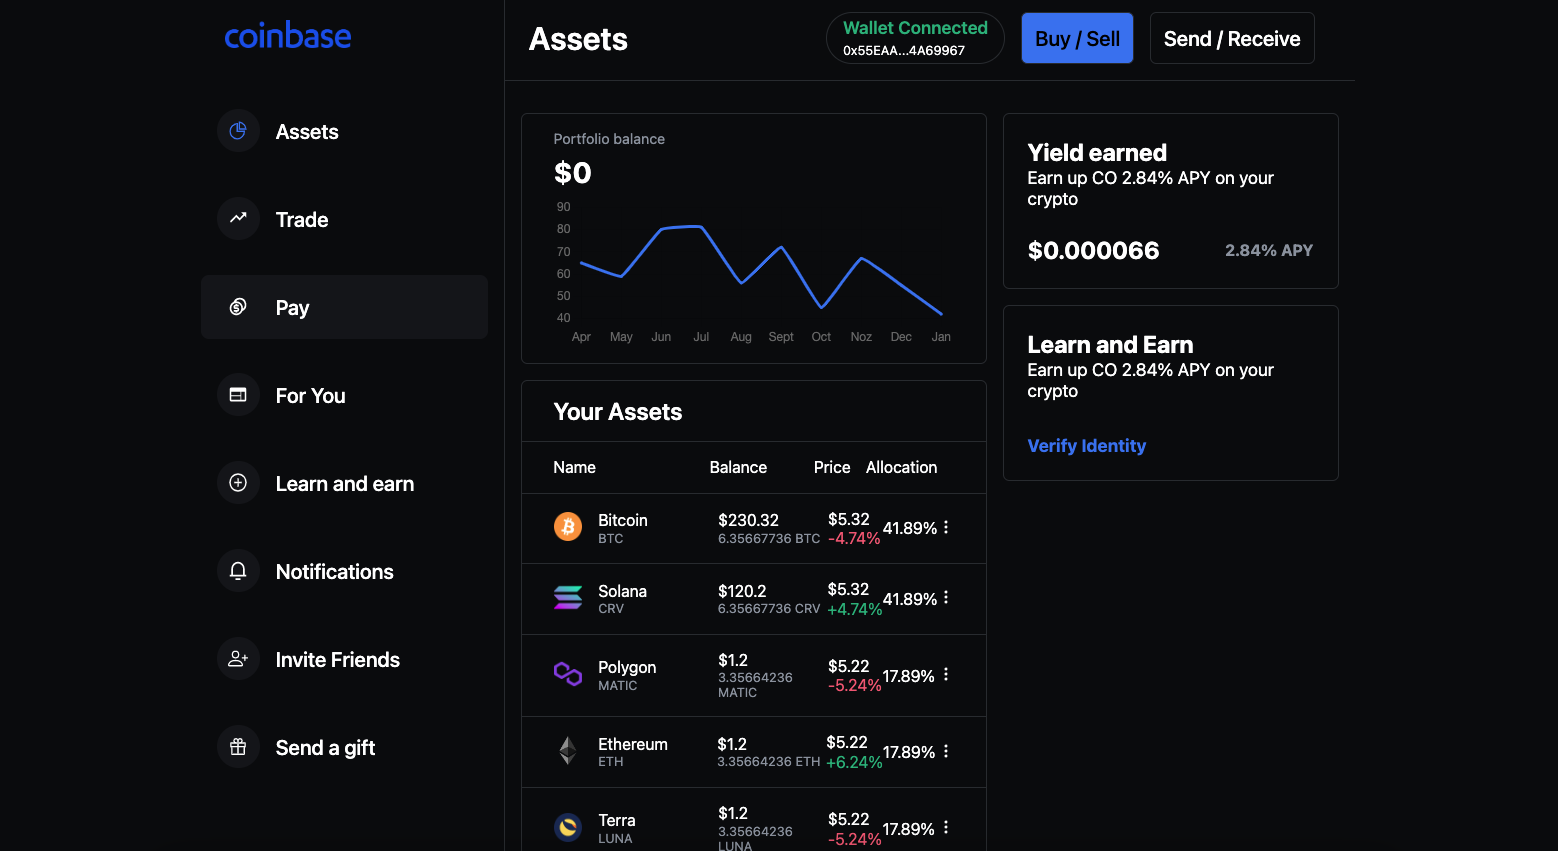 coinbase
Assets
Trade
Pay
For You
Learn and earn
Notifications
Invite Friends
Send a gift
Assets
Wallet Connected
0x55EAA...4A69967
Buy / Sell
Send / Receive
Portfolio balance
$0
90
80
70
60
50
40
Apr May Jun Jul Aug Sept Oct Noz Dec Jan
Your Assets
Name Balance Price Allocation
Bitcoin $230.32 $5.32 41.89%
BTC 6.35667736 BTC -4.74%
Solana $120.2 $5.32 41.89%
CRV 6.35667736 CRV +4.74%
Polygon $1.2 $5.22 17.89%
MATIC 3.35664236 -5.24%
MATIC
Ethereum $1.2 $5.22 17.89%
ETH 3.35664236 ETH +6.24%
Terra $1.2 $5.22 17.89%
LUNA 3.35664236 -5.24%
LUNA
Yield earned
Earn up CO 2.84% APY on your
crypto
$0.000066 2.84% APY
Learn and Earn
Earn up CO 2.84% APY on your
crypto
Verify Identity